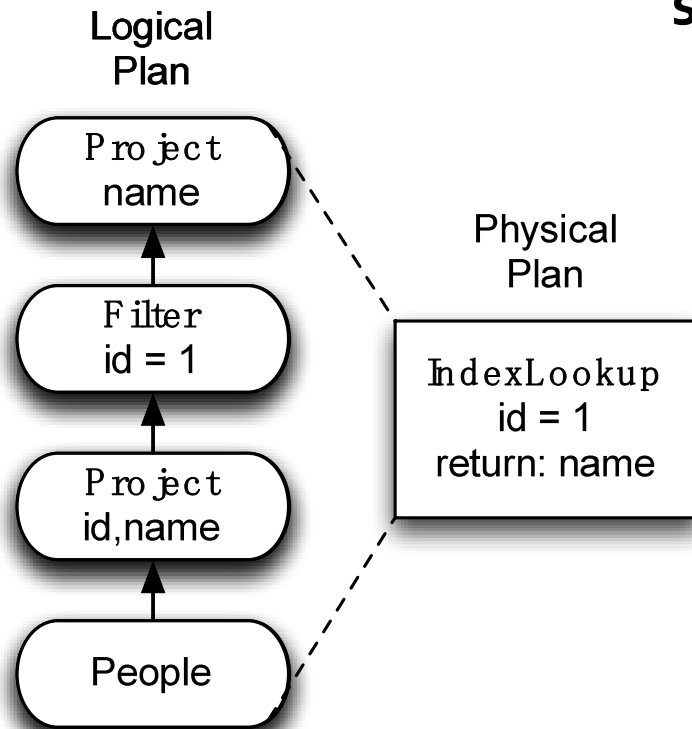 S
Logical
Plan
Project
name
Filter
id = 1
Project
id,name
People
Physical
Plan
IndexLookup
id = 1
return: name